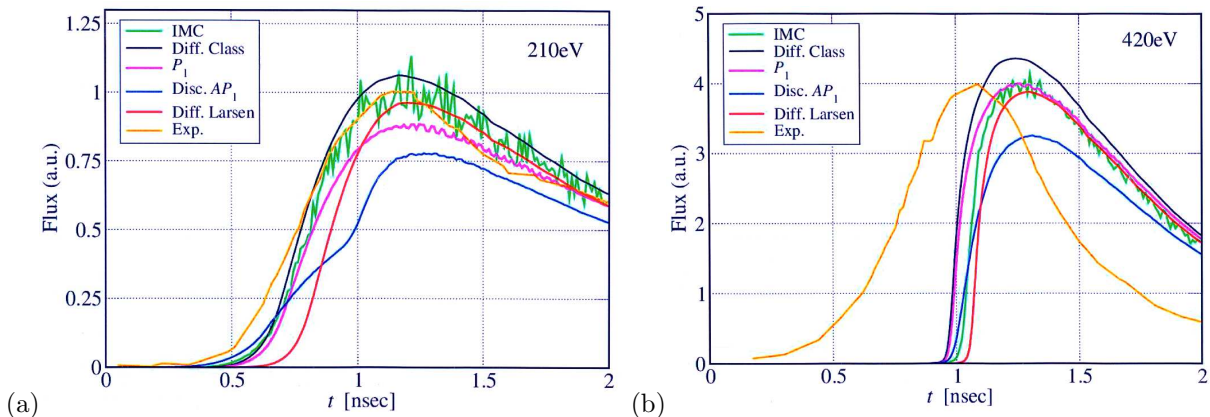 1.25
1
0.75
0.5
0.25
0
Flux (a.u.)
IMC
Diff. Class
P₁
Disc. AP₁
Diff. Larsen
Exp.
210eV
0
0.5
1
1.5
2
t [nsec]
(a)
5
4
3
2
1
0
Flux (a.u.)
IMC
Diff. Class
P₁
Disc. AP₁
Diff. Larsen
Exp.
420eV
0
0.5
1
1.5
2
t [nsec]
(b)